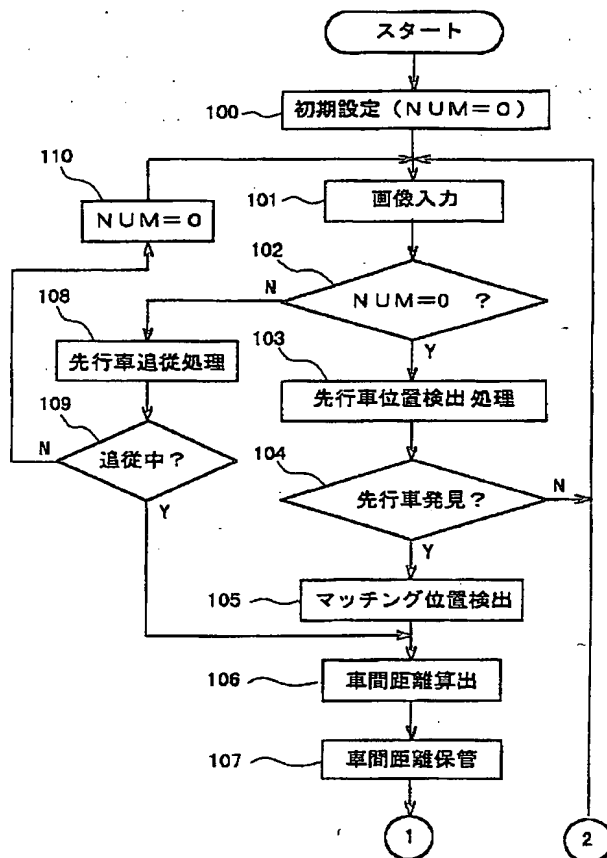 スタート
100
初期設定(NUM=0)
110
NUM=0
101
画像入力
102
NUM=0 ?
N
Y
108
先行車追従処理
103
先行車位置検出処理
109
追従中?
N
Y
104
先行車発見?
N
Y
105
マッチング位置検出
106
車間距離算出
107
車間距離保管
1
2